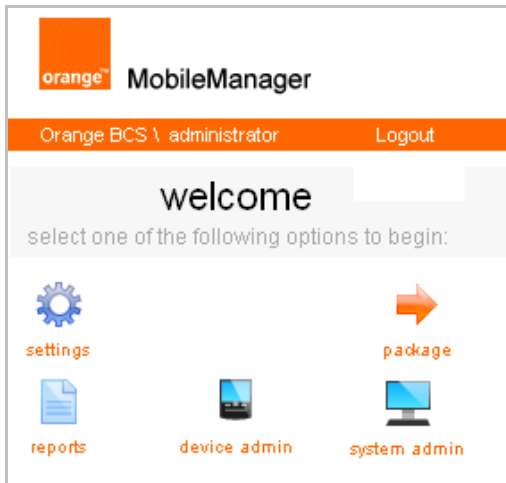 orange™
MobileManager
Orange BCS \ administrator Logout
welcome
select one of the following options to begin:
settings package
reports device admin system admin